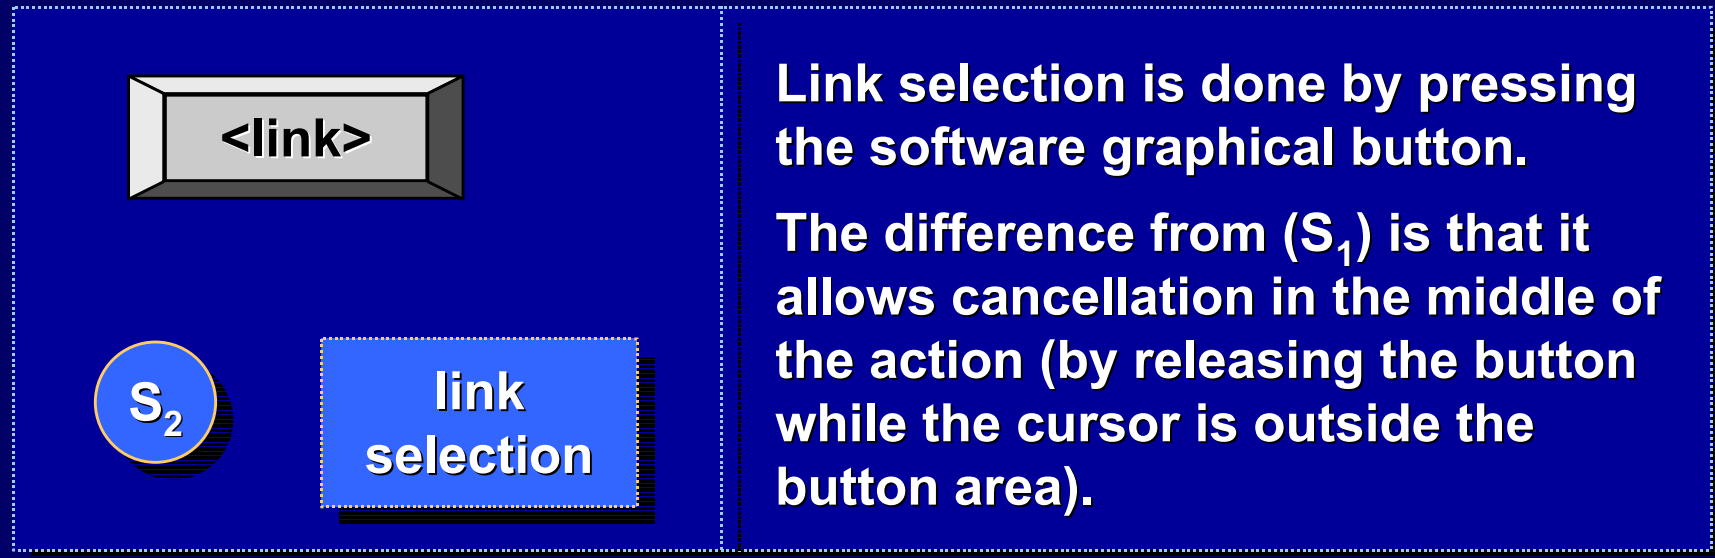 <link>
S₂
link
selection
Link selection is done by pressing
the software graphical button.
The difference from (S₁) is that it
allows cancellation in the middle of
the action (by releasing the button
while the cursor is outside the
button area).